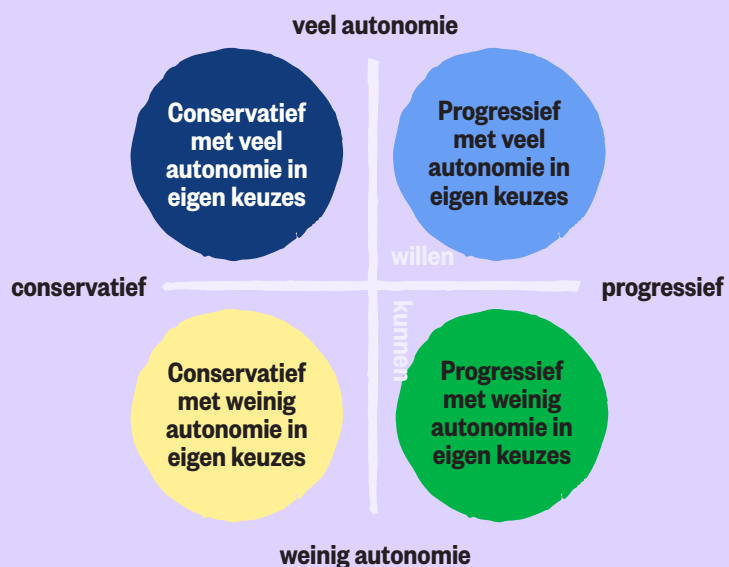 veel autonomie
Conservatief
met veel
autonomie in
eigen keuzes
Progressief
met veel
autonomie in
eigen keuzes
willen
conservatief
progressief
kunnen
Conservatief
met weinig
autonomie in
eigen keuzes
Progressief
met weinig
autonomie in
eigen keuzes
weinig autonomie